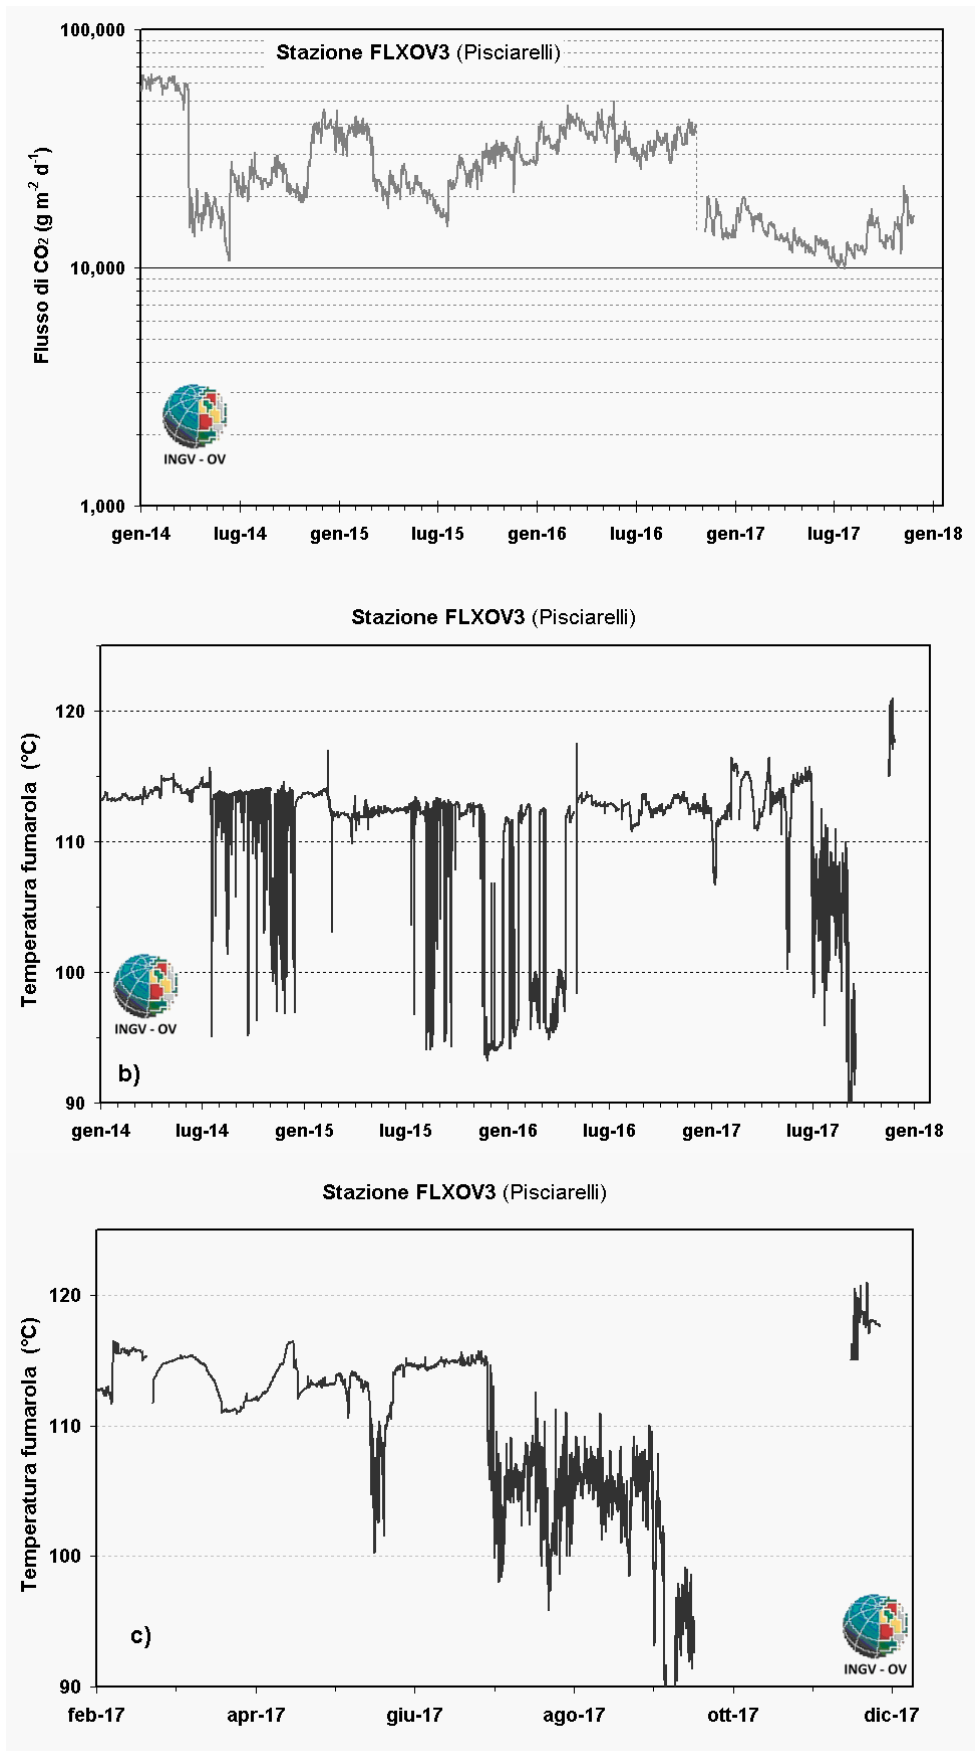 100,000
Stazione FLXOV3 (Pisciarelli)
Flusso di CO2 (g m-2 d-1)
10,000
INGV - OV
1,000
gen-14 lug-14 gen-15 lug-15 gen-16 lug-16 gen-17 lug-17 gen-18
Stazione FLXOV3 (Pisciarelli)
Temperatura fumarola (°C)
120
110
100
INGV - OV
b)
90
gen-14 lug-14 gen-15 lug-15 gen-16 lug-16 gen-17 lug-17 gen-18
Stazione FLXOV3 (Pisciarelli)
Temperatura fumarola (°C)
120
110
100
c)
INGV - OV
90
feb-17 apr-17 giu-17 ago-17 ott-17 dic-17